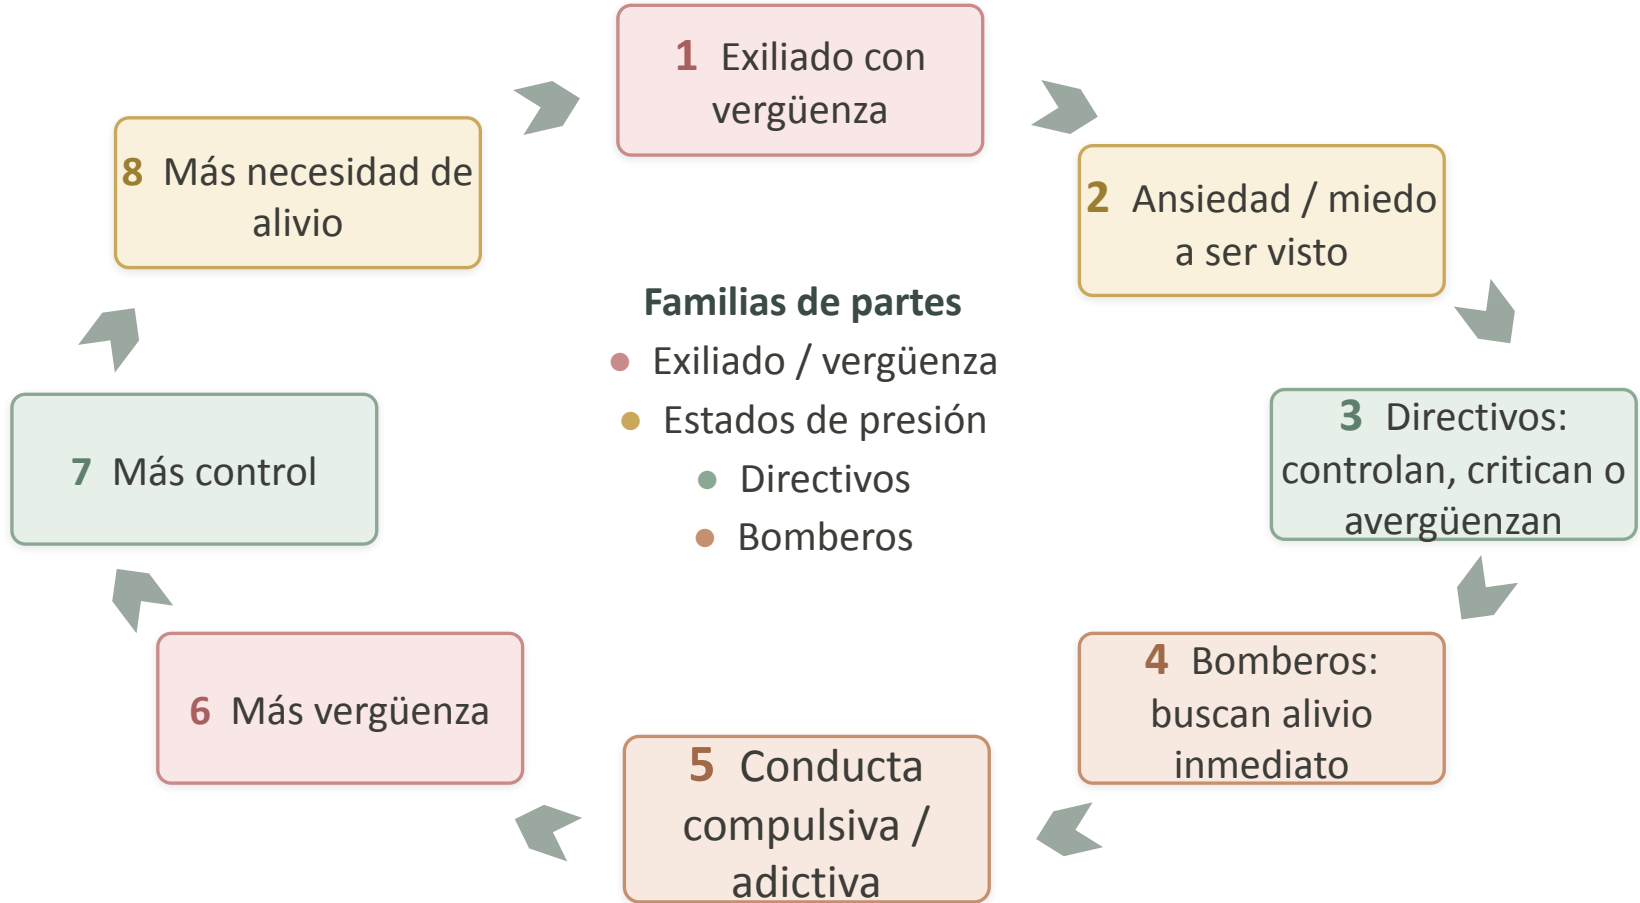 1 Exiliado con
vergüenza
2 Ansiedad / miedo
a ser visto
3 Directivos:
controlan, critican o
avergüenzan
4 Bomberos:
buscan alivio
inmediato
5 Conducta
compulsiva /
adictiva
6 Más vergüenza
7 Más control
8 Más necesidad de
alivio
Familias de partes
● Exiliado / vergüenza
● Estados de presión
● Directivos
● Bomberos